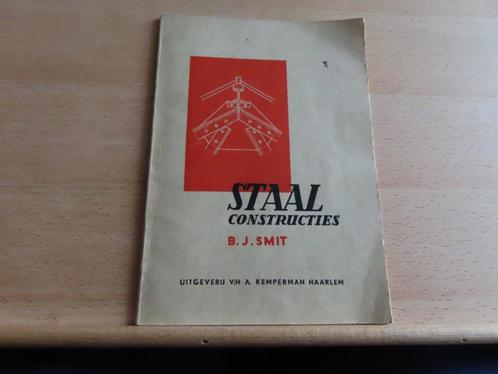 STAAL
CONSTRUCTIES
B.J. SMIT
UITGEVERIJ V/H A. KEMPERMAN HAARLEM